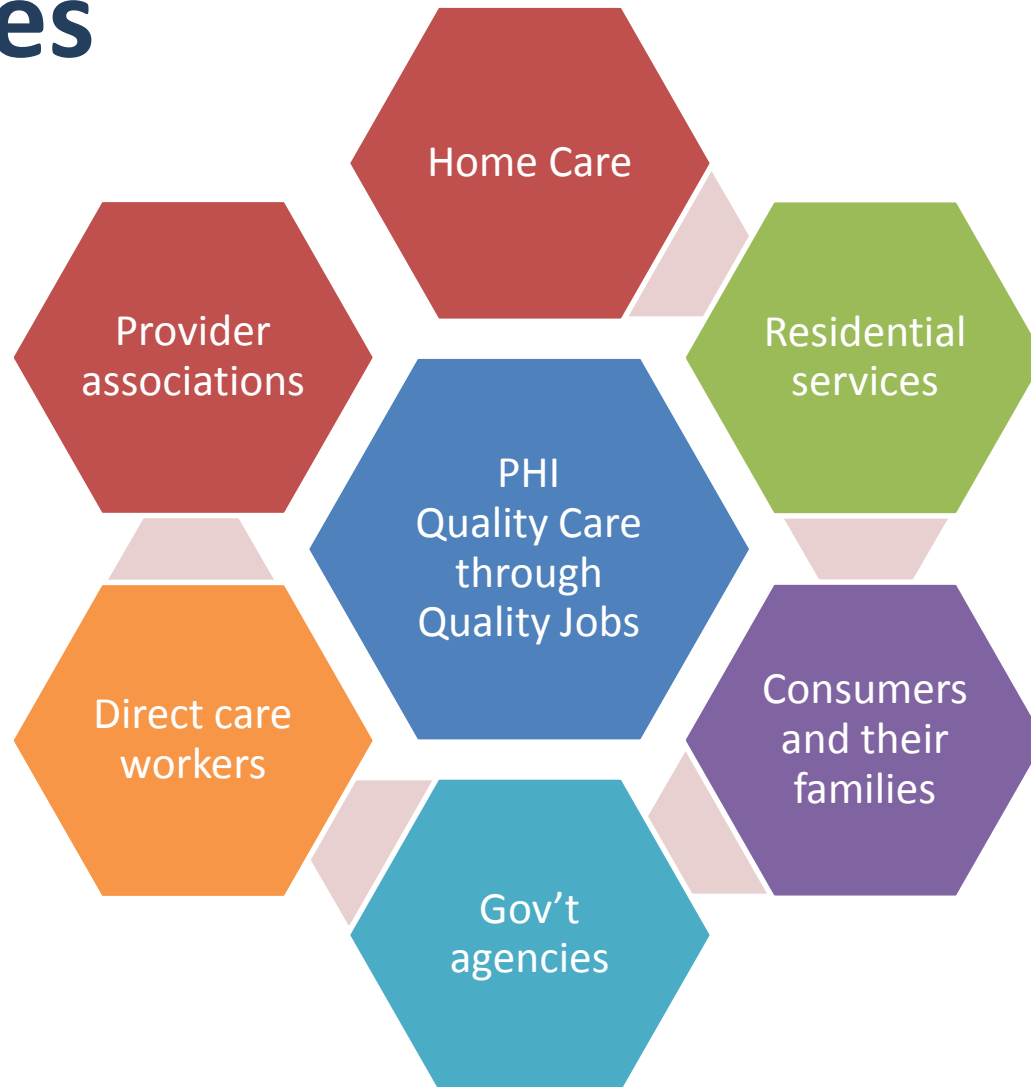 es
Home Care
Provider
associations
Residential
services
PHI
Quality Care
through
Quality Jobs
Direct care
workers
Consumers
and their
families
Gov’t
agencies